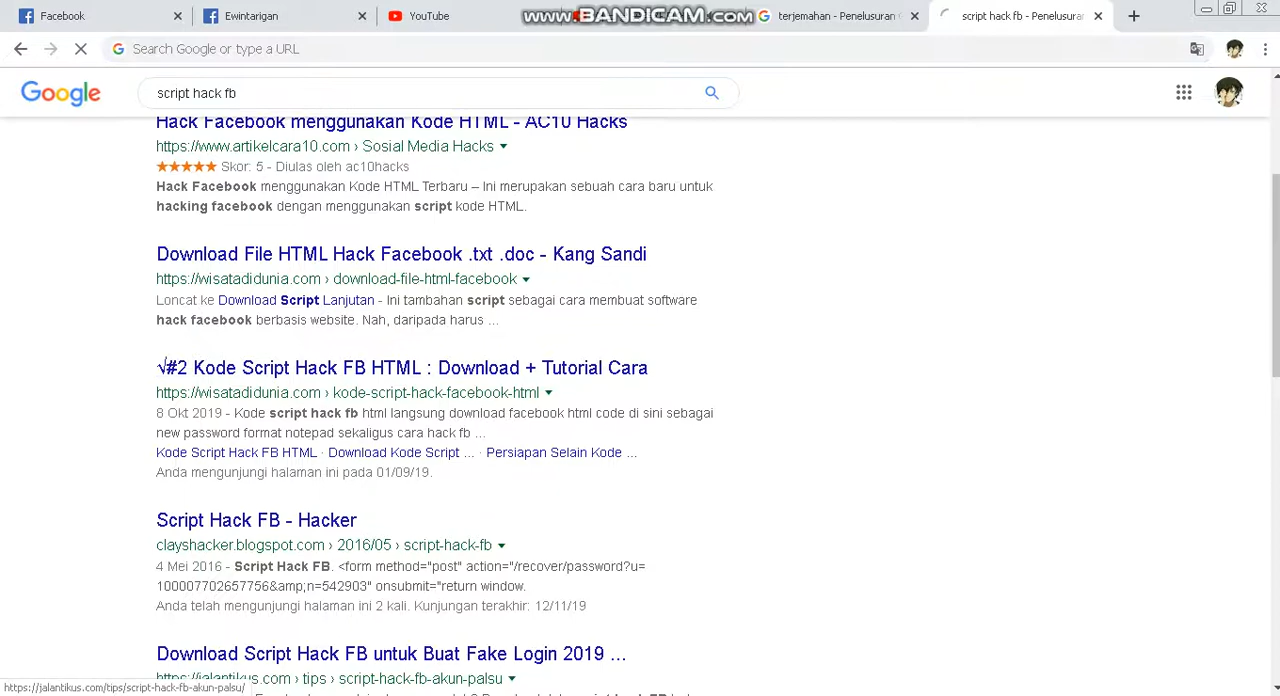 Facebook
Ewintarigan
YouTube
www.BANDICAM.com
terjemahan - Penelusuran
script hack fb - Penelusuran
Search Google or type a URL
Google
script hack fb
Hack Facebook menggunakan Kode HTML - AC10 Hacks
https://www.artikelcara10.com › Sosial Media Hacks
★★★★★ Skor: 5 - Diulas oleh ac10hacks
Hack Facebook menggunakan Kode HTML Terbaru – Ini merupakan sebuah cara baru untuk
hacking facebook dengan menggunakan script kode HTML.
Download File HTML Hack Facebook .txt .doc - Kang Sandi
https://wisatadidunia.com › download-file-html-facebook
Loncat ke Download Script Lanjutan - Ini tambahan script sebagai cara membuat software
hack facebook berbasis website. Nah, daripada harus ...
√#2 Kode Script Hack FB HTML : Download + Tutorial Cara
https://wisatadidunia.com › kode-script-hack-facebook-html
8 Okt 2019 - Kode script hack fb html langsung download facebook html code di sini sebagai
new password format notepad sekaligus cara hack fb ...
Kode Script Hack FB HTML · Download Kode Script ... · Persiapan Selain Kode ...
Anda mengunjungi halaman ini pada 01/09/19.
Script Hack FB - Hacker
clayshacker.blogspot.com › 2016/05 › script-hack-fb
4 Mei 2016 - Script Hack FB. <form method="post" action="/recover/password?u=
100007702657756&amp;n=542903" onsubmit="return window.
Anda telah mengunjungi halaman ini 2 kali. Kunjungan terakhir: 12/11/19
Download Script Hack FB untuk Buat Fake Login 2019 ...
https://jalantikus.com › tips › script-hack-fb-akun-palsu
https://jalantikus.com/tips/script-hack-fb-akun-palsu/